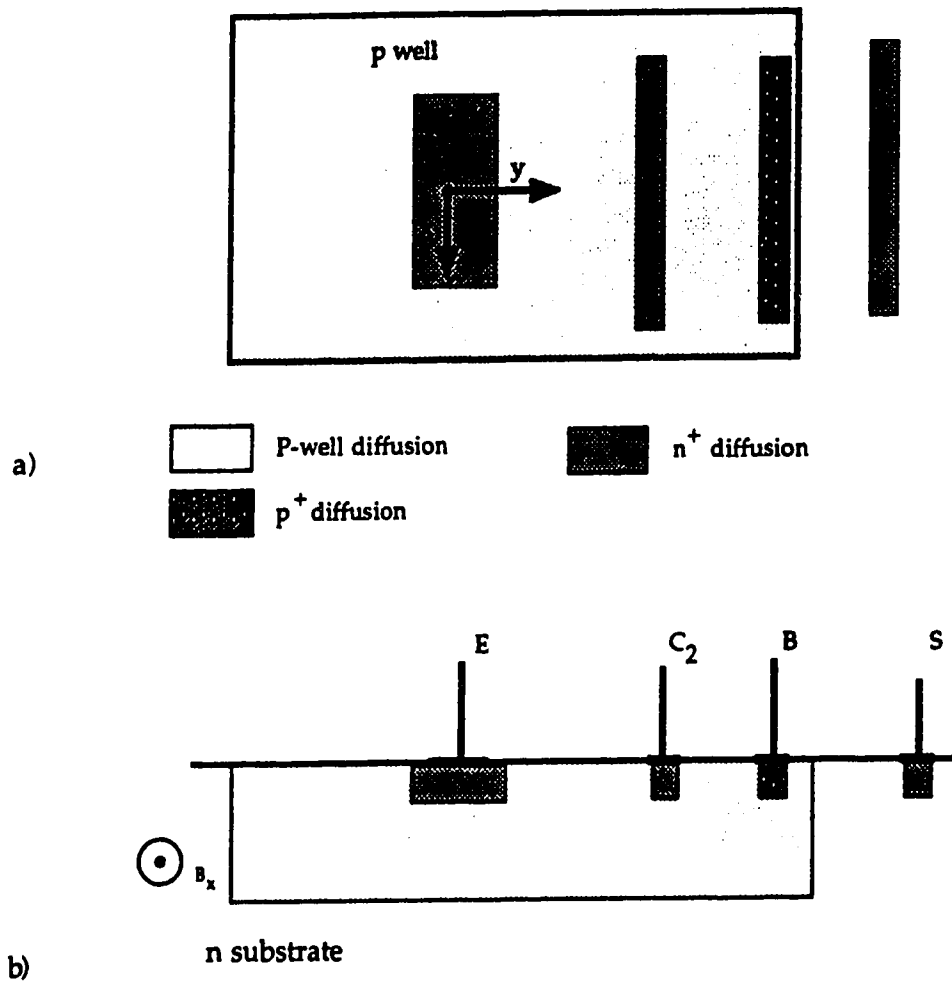 p well
y
a)
P-well diffusion
n+ diffusion
p+ diffusion
E
C2
B
S
Bx
n substrate
b)